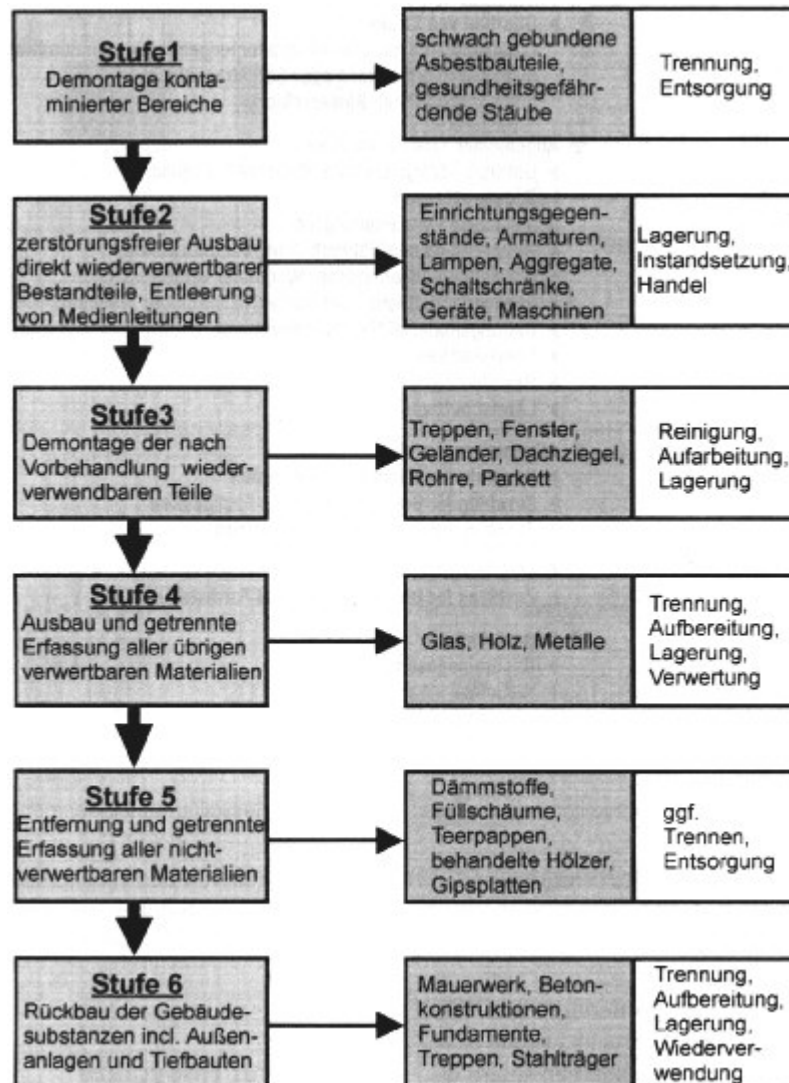 Stufe1
Demontage konta-
minierter Bereiche
schwach gebundene
Asbestbauteile,
gesundheitsgefähr-
dende Stäube
Trennung,
Entsorgung
Stufe2
zerstörungsfreier Ausbau
direkt wiederverwertbarer
Bestandteile, Entleerung
von Medienleitungen
Einrichtungsgegen-
stände, Armaturen,
Lampen, Aggregate,
Schaltschränke,
Geräte, Maschinen
Lagerung,
Instandsetzung,
Handel
Stufe3
Demontage der nach
Vorbehandlung wieder-
verwendbaren Teile
Treppen, Fenster,
Geländer, Dachziegel,
Rohre, Parkett
Reinigung,
Aufarbeitung,
Lagerung
Stufe 4
Ausbau und getrennte
Erfassung aller übrigen
verwertbaren Materialien
Glas, Holz, Metalle
Trennung,
Aufbereitung,
Lagerung,
Verwertung
Stufe 5
Entfernung und getrennte
Erfassung aller nicht-
verwertbaren Materialien
Dämmstoffe,
Füllschäume,
Teerpappen,
behandelte Hölzer,
Gipsplatten
ggf.
Trennen,
Entsorgung
Stufe 6
Rückbau der Gebäude-
substanzen incl. Außen-
anlagen und Tiefbauten
Mauerwerk, Beton-
konstruktionen,
Fundamente,
Treppen, Stahlträger
Trennung,
Aufbereitung,
Lagerung,
Wiederver-
wendung